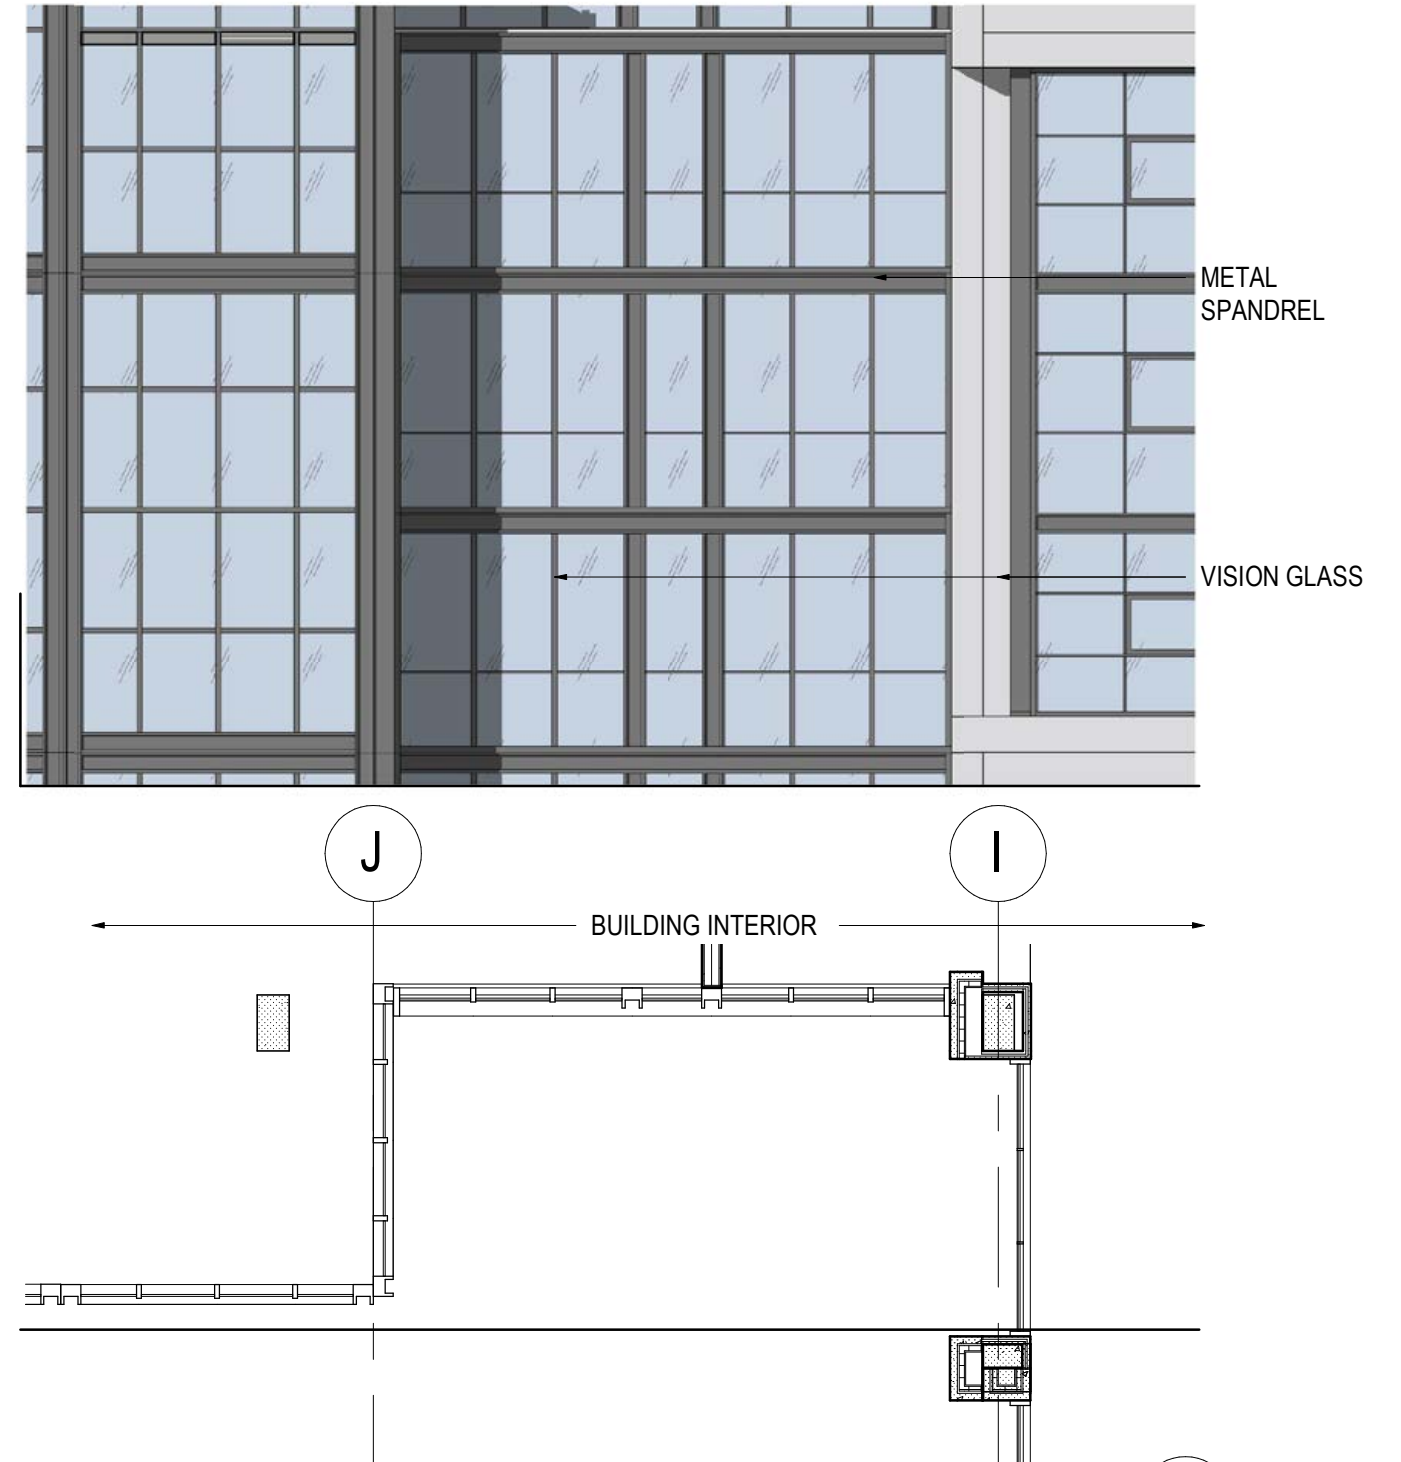 METAL
SPANDREL
VISION GLASS
J
I
BUILDING INTERIOR